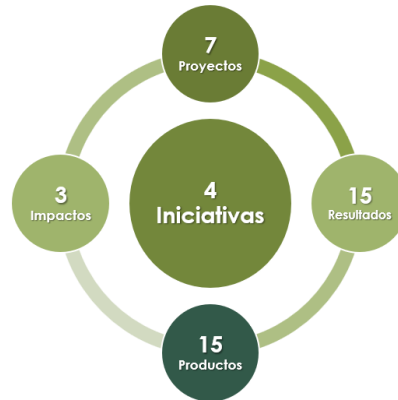 7
Proyectos
3
Impactos
4
Iniciativas
15
Resultados
15
Productos